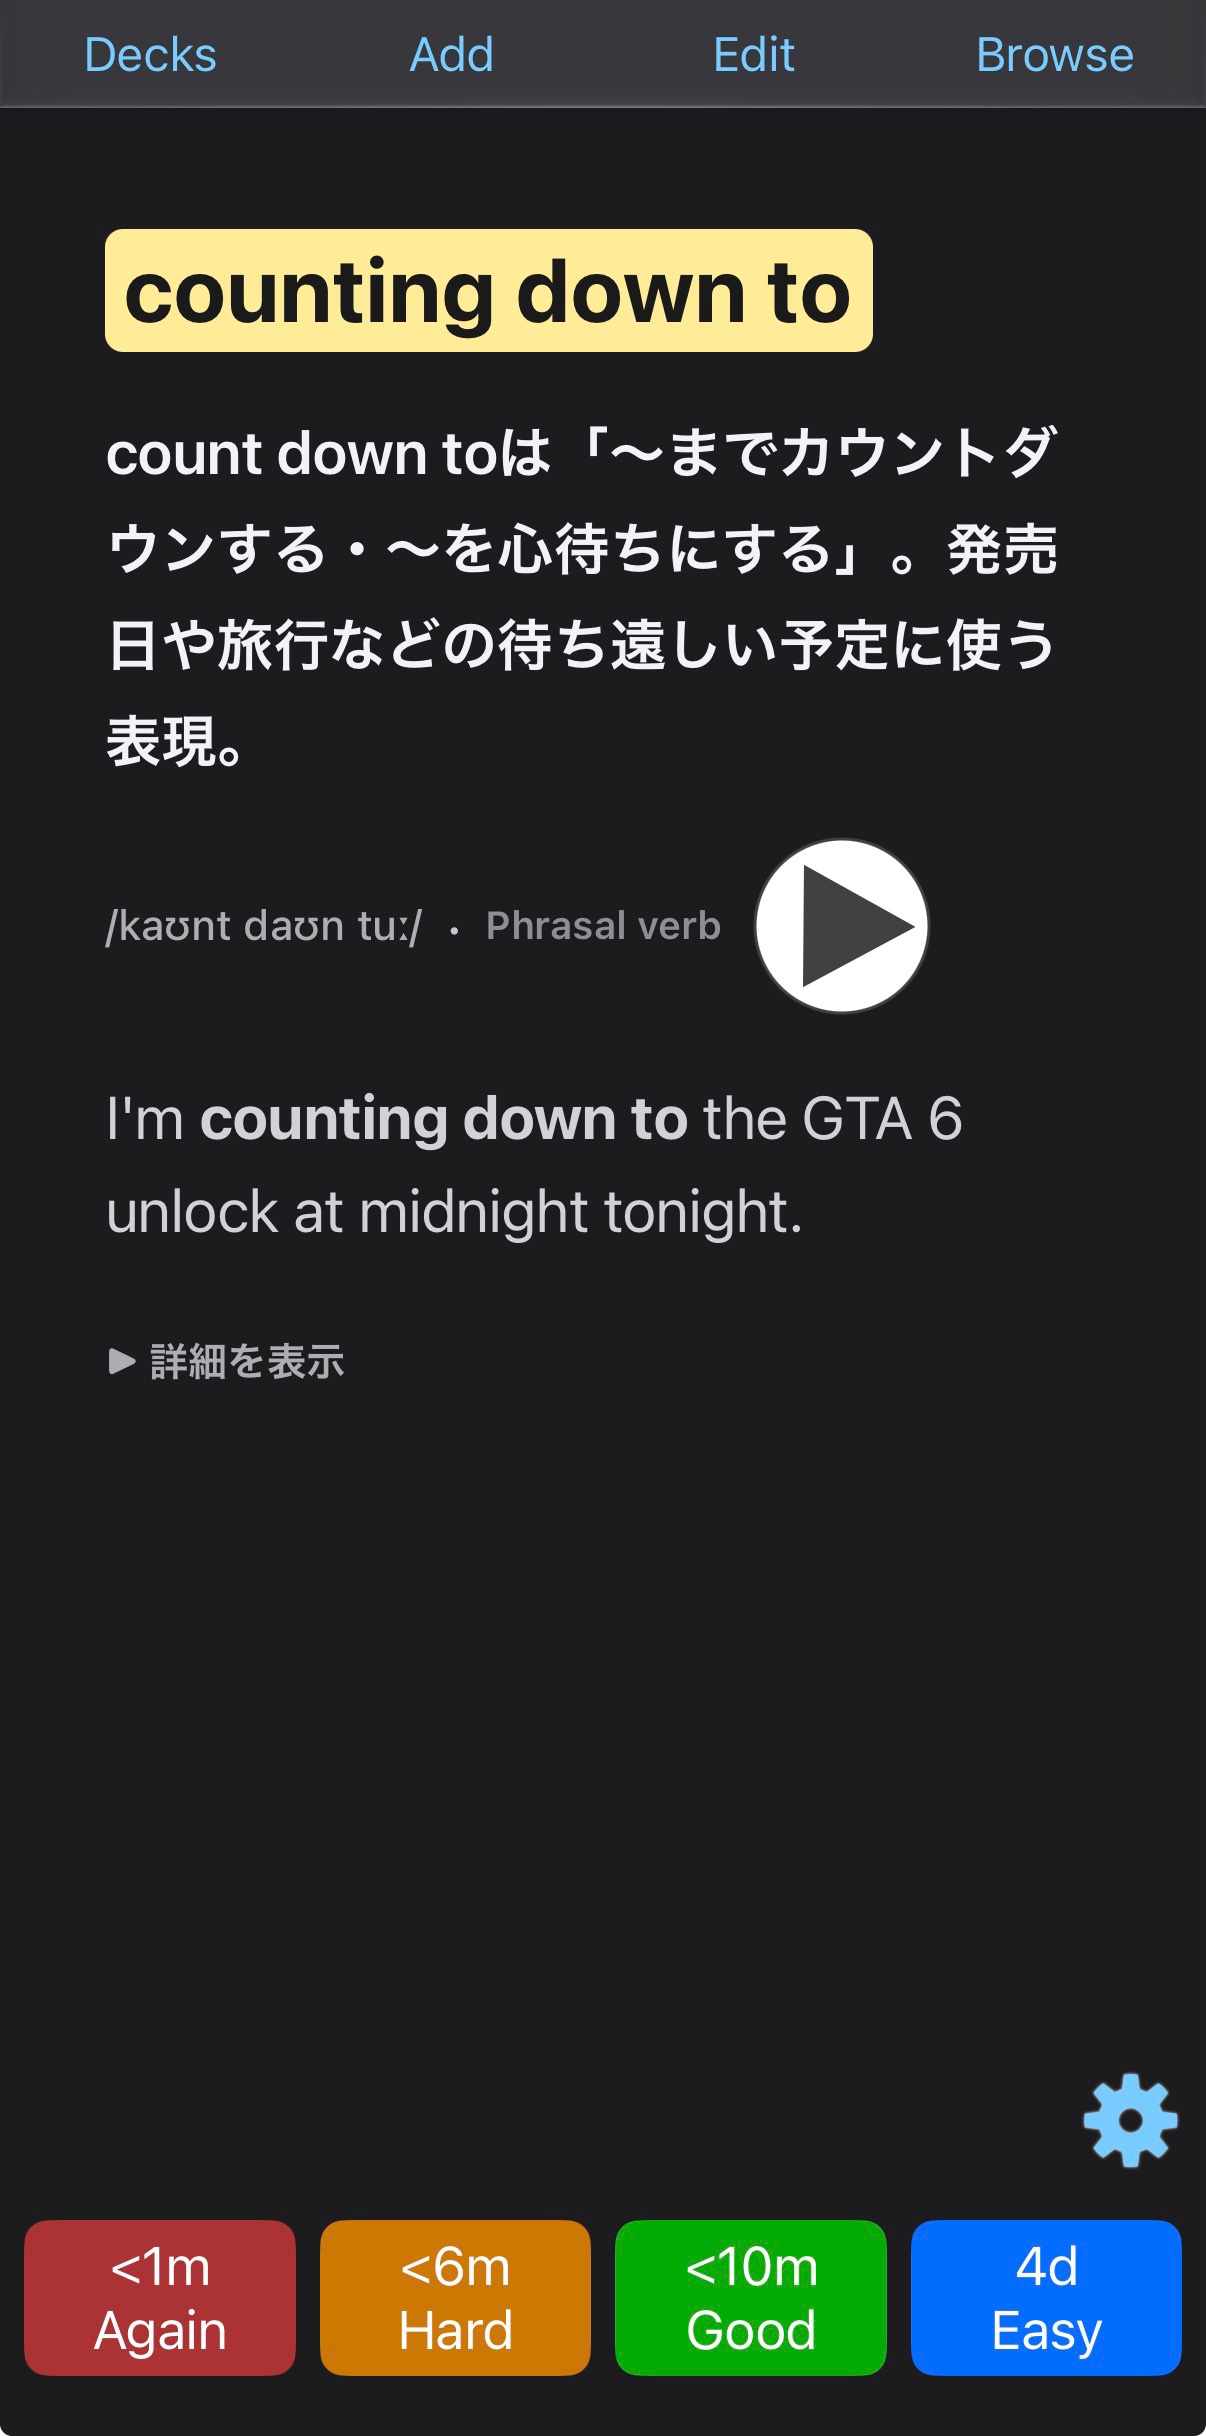 Decks Add Edit Browse
counting down to
count down toは「〜までカウントダ
ウンする・〜を心待ちにする」。発売
日や旅行などの待ち遠しい予定に使う
表現。
/kaʊnt daʊn tuː/ · Phrasal verb
I'm counting down to the GTA 6
unlock at midnight tonight.
▶ 詳細を表示
<1m <6m <10m 4d
Again Hard Good Easy